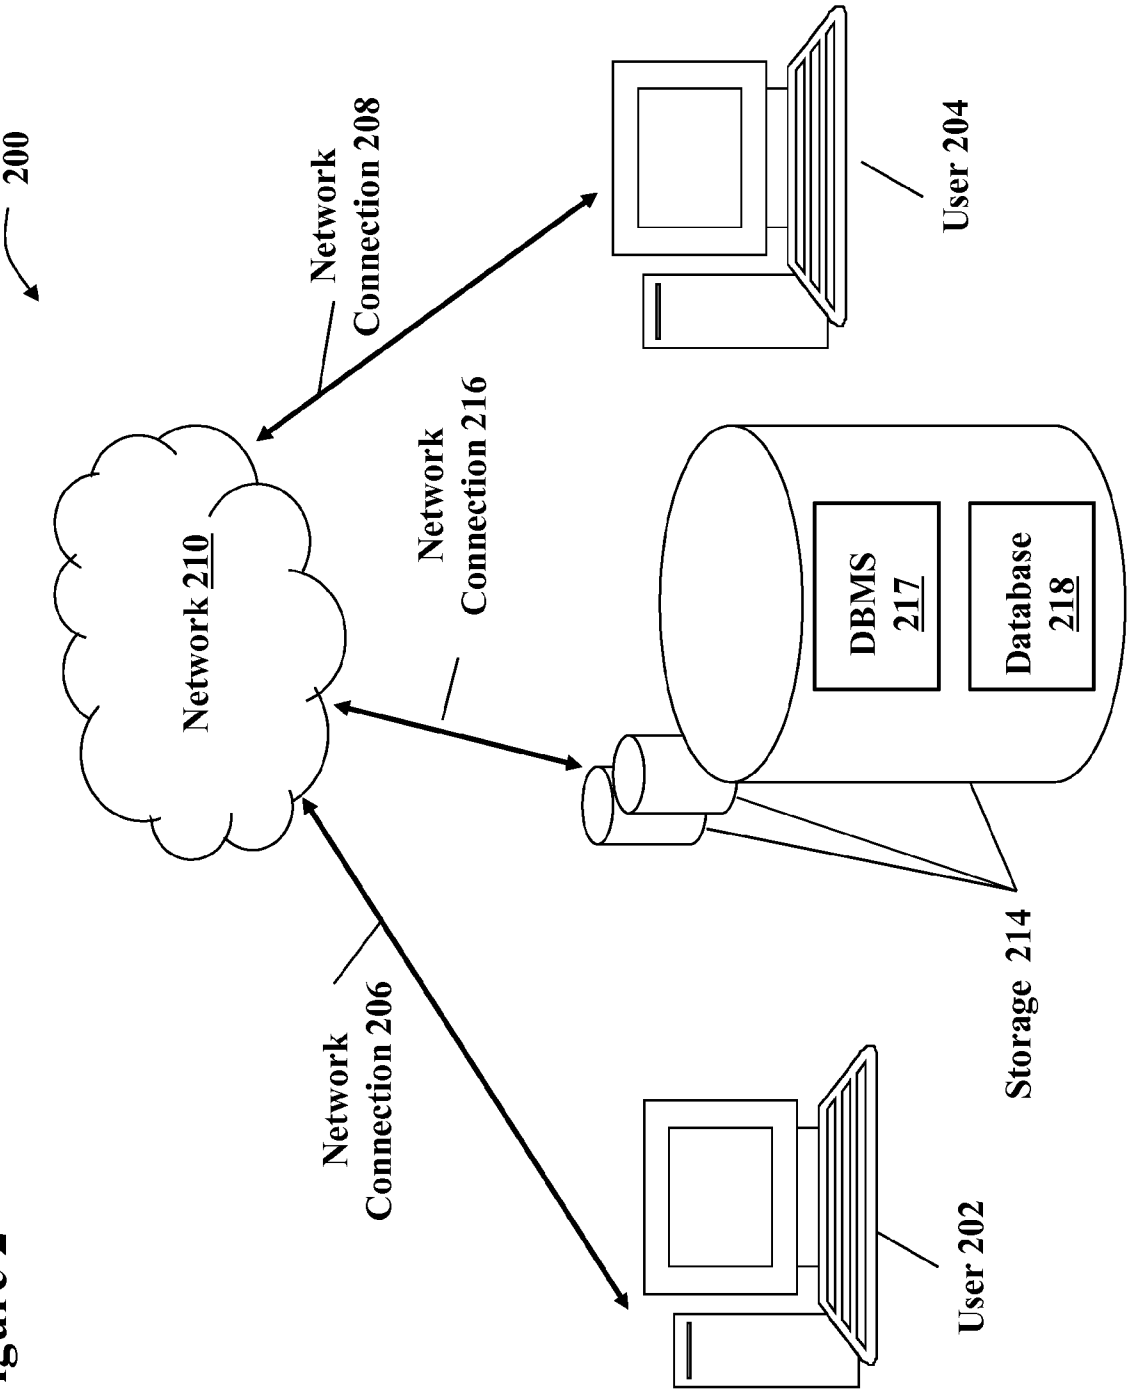 200
Network 210
Network
Connection 208
Network
Connection 216
Network
Connection 206
User 204
DBMS
217
Database
218
Storage 214
User 202